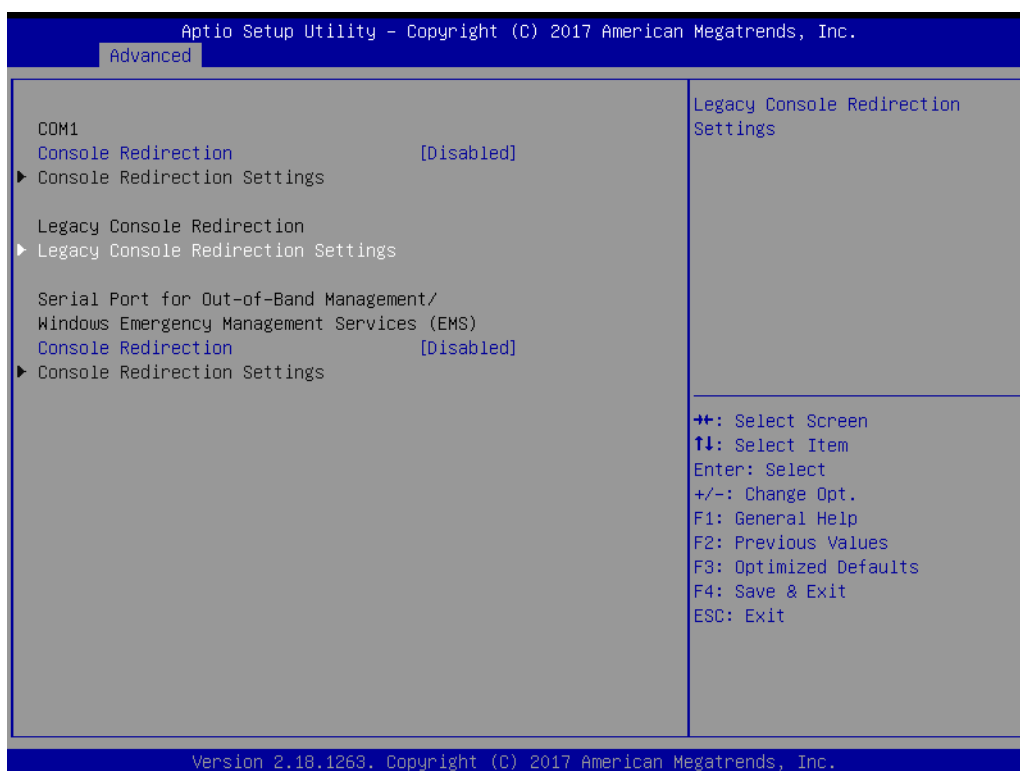 Aptio Setup Utility – Copyright (C) 2017 American Megatrends, Inc.
Advanced
COM1
Console Redirection [Disabled]
▶ Console Redirection Settings
Legacy Console Redirection
▶ Legacy Console Redirection Settings
Serial Port for Out-of-Band Management/
Windows Emergency Management Services (EMS)
Console Redirection [Disabled]
▶ Console Redirection Settings
Legacy Console Redirection
Settings
→←: Select Screen
↑↓: Select Item
Enter: Select
+/-: Change Opt.
F1: General Help
F2: Previous Values
F3: Optimized Defaults
F4: Save & Exit
ESC: Exit
Version 2.18.1263. Copyright (C) 2017 American Megatrends, Inc.